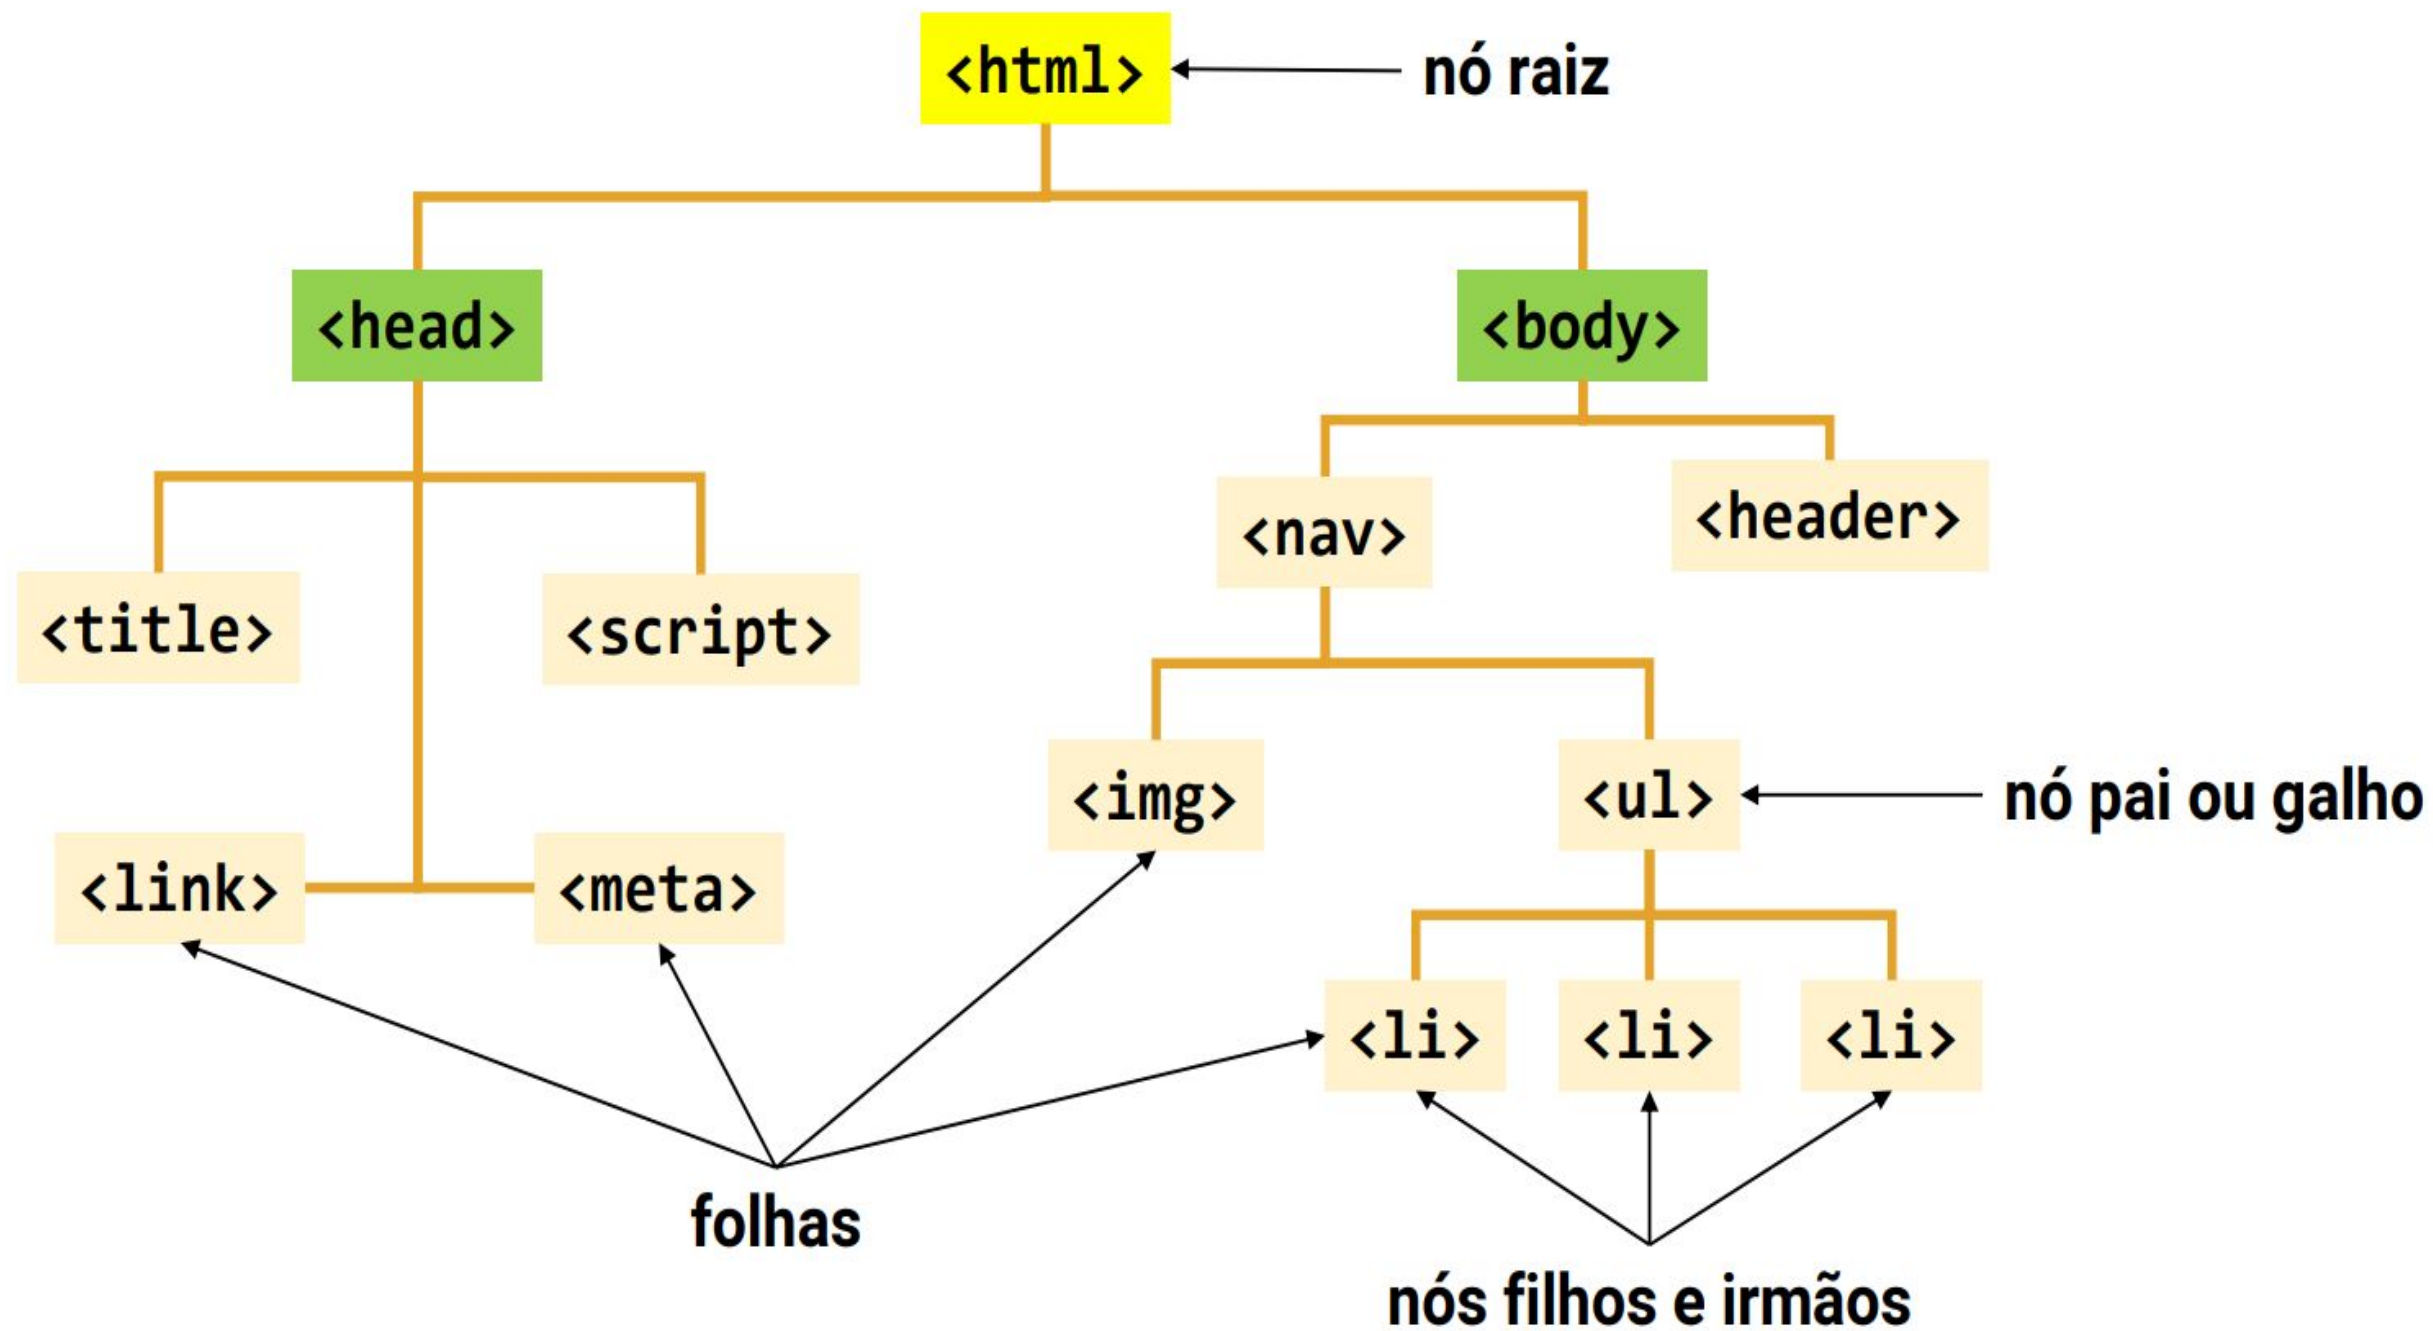 <html>
nó raiz
<head>
<body>
<nav>
<header>
<title>
<script>
<img>
<ul>
nó pai ou galho
<link>
<meta>
<li>
<li>
<li>
folhas
nós filhos e irmãos